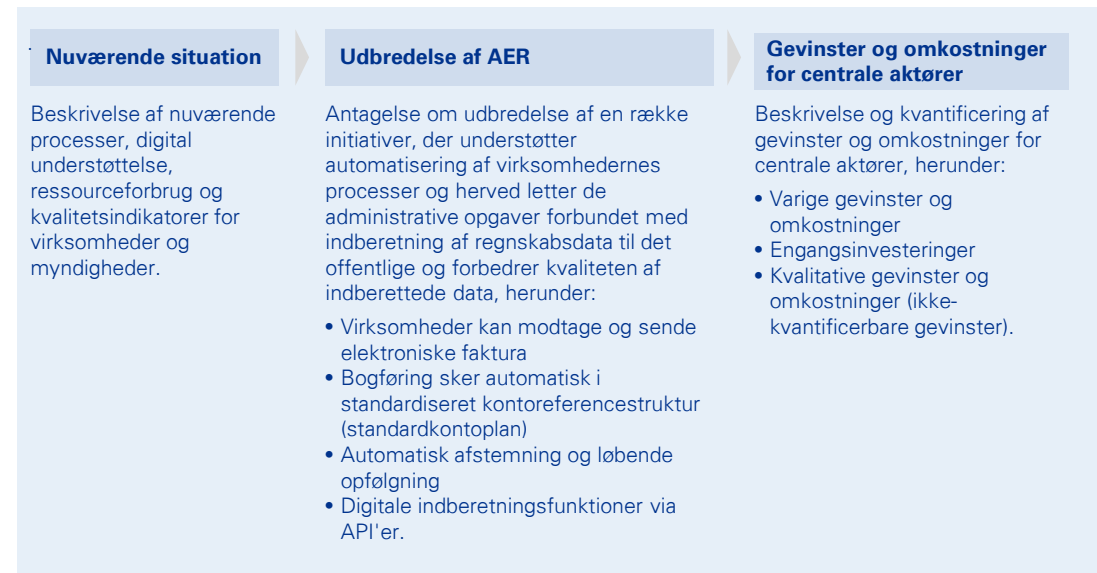 Nuværende situation
Beskrivelse af nuværende
processer, digital
understøttelse,
ressourceforbrug og
kvalitetsindikatorer for
virksomheder og
myndigheder.
Udbredelse af AER
Antagelse om udbredelse af en række
initiativer, der understøtter
automatisering af virksomhedernes
processer og herved letter de
administrative opgaver forbundet med
indberetning af regnskabsdata til det
offentlige og forbedrer kvaliteten af
indberettede data, herunder:
• Virksomheder kan modtage og sende
elektroniske faktura
• Bogføring sker automatisk i
standardiseret kontoreferencestruktur
(standardkontoplan)
• Automatisk afstemning og løbende
opfølgning
• Digitale indberetningsfunktioner via
API'er.
Gevinster og omkostninger
for centrale aktører
Beskrivelse og kvantificering af
gevinster og omkostninger for
centrale aktører, herunder:
• Varige gevinster og
omkostninger
• Engangsinvesteringer
• Kvalitative gevinster og
omkostninger (ikke-
kvantificerbare gevinster).